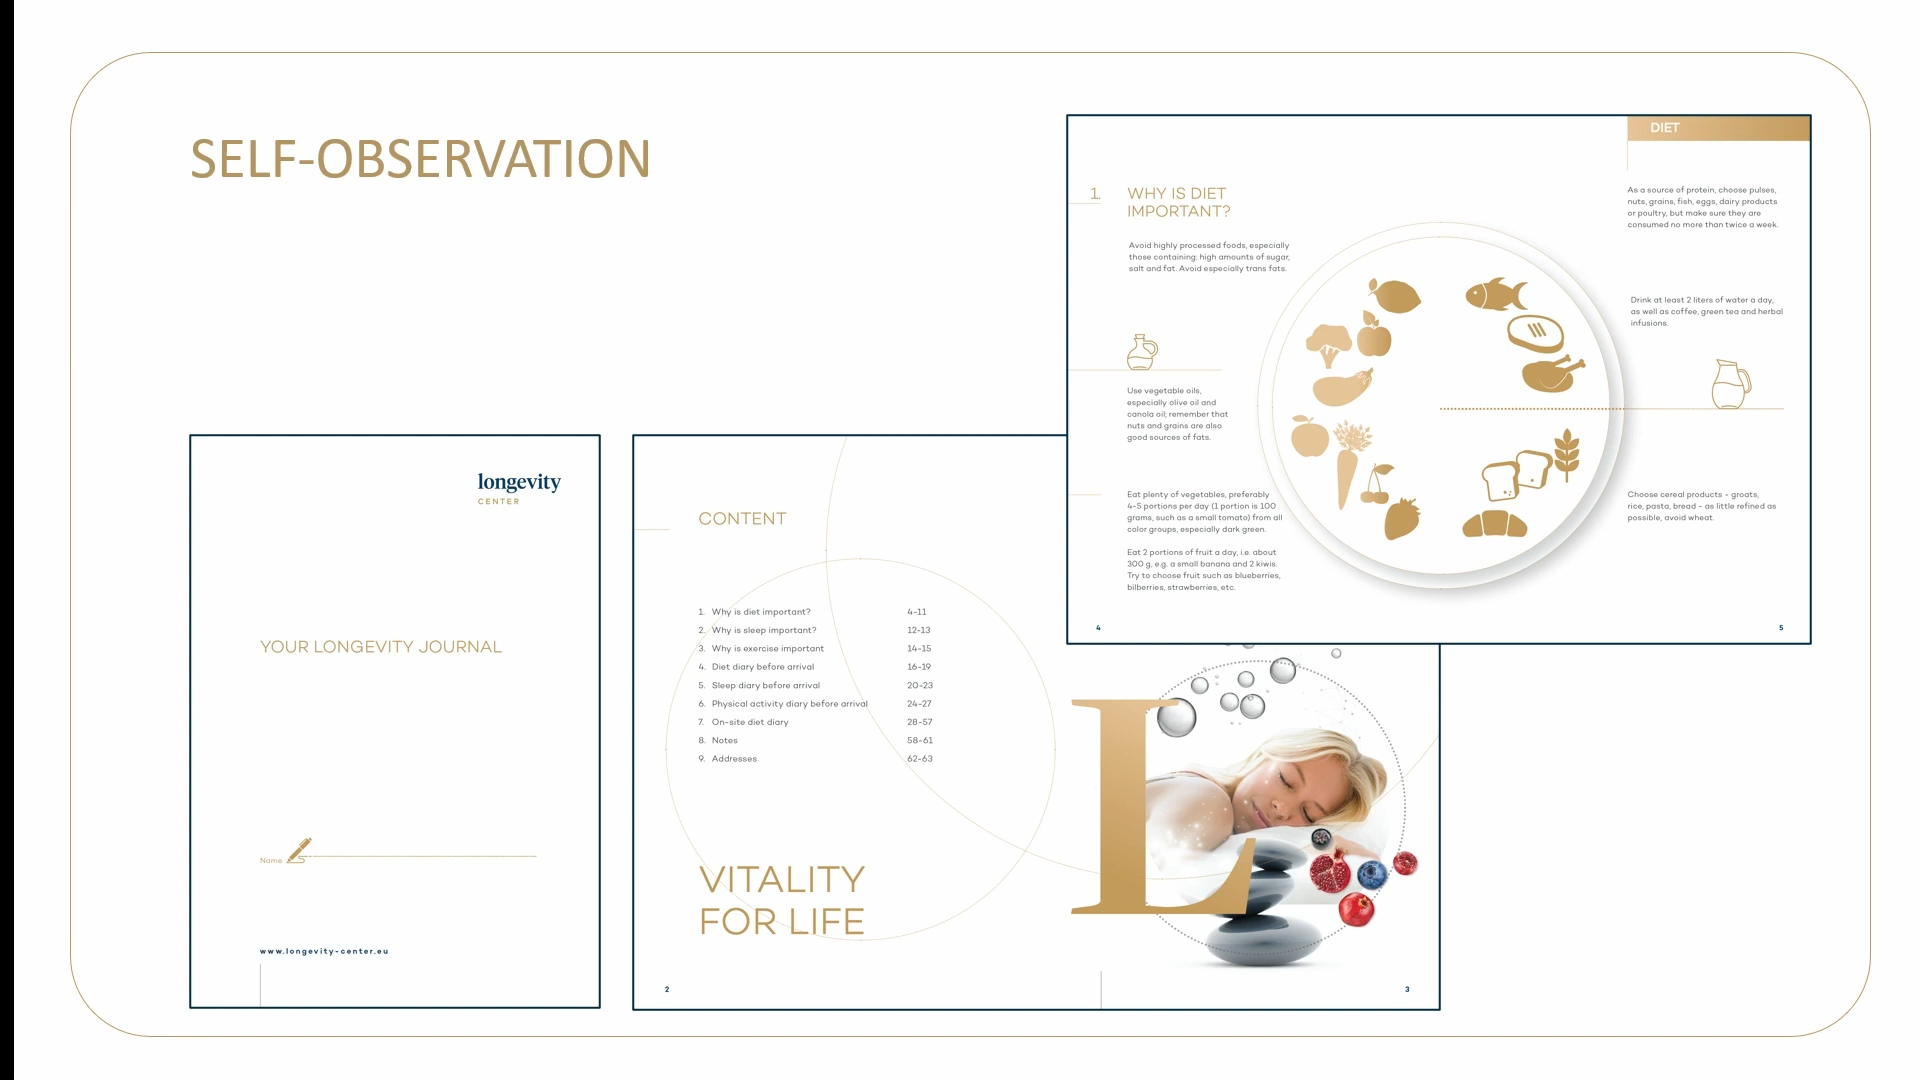 SELF-OBSERVATION
longevity
CENTER
YOUR LONGEVITY JOURNAL
Name
www.longevity-center.eu
CONTENT
1. Why is diet important? 4-11
2. Why is sleep important? 12-13
3. Why is exercise important 14-15
4. Diet diary before arrival 16-19
5. Sleep diary before arrival 20-23
6. Physical activity diary before arrival 24-27
7. On-site diet diary 28-57
8. Notes 58-61
9. Addresses 62-63
VITALITY
FOR LIFE
2
L
3
DIET
1. WHY IS DIET
IMPORTANT?
Avoid highly processed foods, especially
those containing: high amounts of sugar,
salt and fat. Avoid especially trans fats.
Use vegetable oils,
especially olive oil and
canola oil; remember that
nuts and grains are also
good sources of fats.
Eat plenty of vegetables, preferably
4-5 portions per day (1 portion is 100
grams, such as a small tomato) from all
color groups, especially dark green.
Eat 2 portions of fruit a day, i.e. about
300 g, e.g. a small banana and 2 kiwis.
Try to choose fruit such as blueberries,
bilberries, strawberries, etc.
4
As a source of protein, choose pulses,
nuts, grains, fish, eggs, dairy products
or poultry, but make sure they are
consumed no more than twice a week.
Drink at least 2 liters of water a day,
as well as coffee, green tea and herbal
infusions.
Choose cereal products - groats,
rice, pasta, bread - as little refined as
possible, avoid wheat.
5